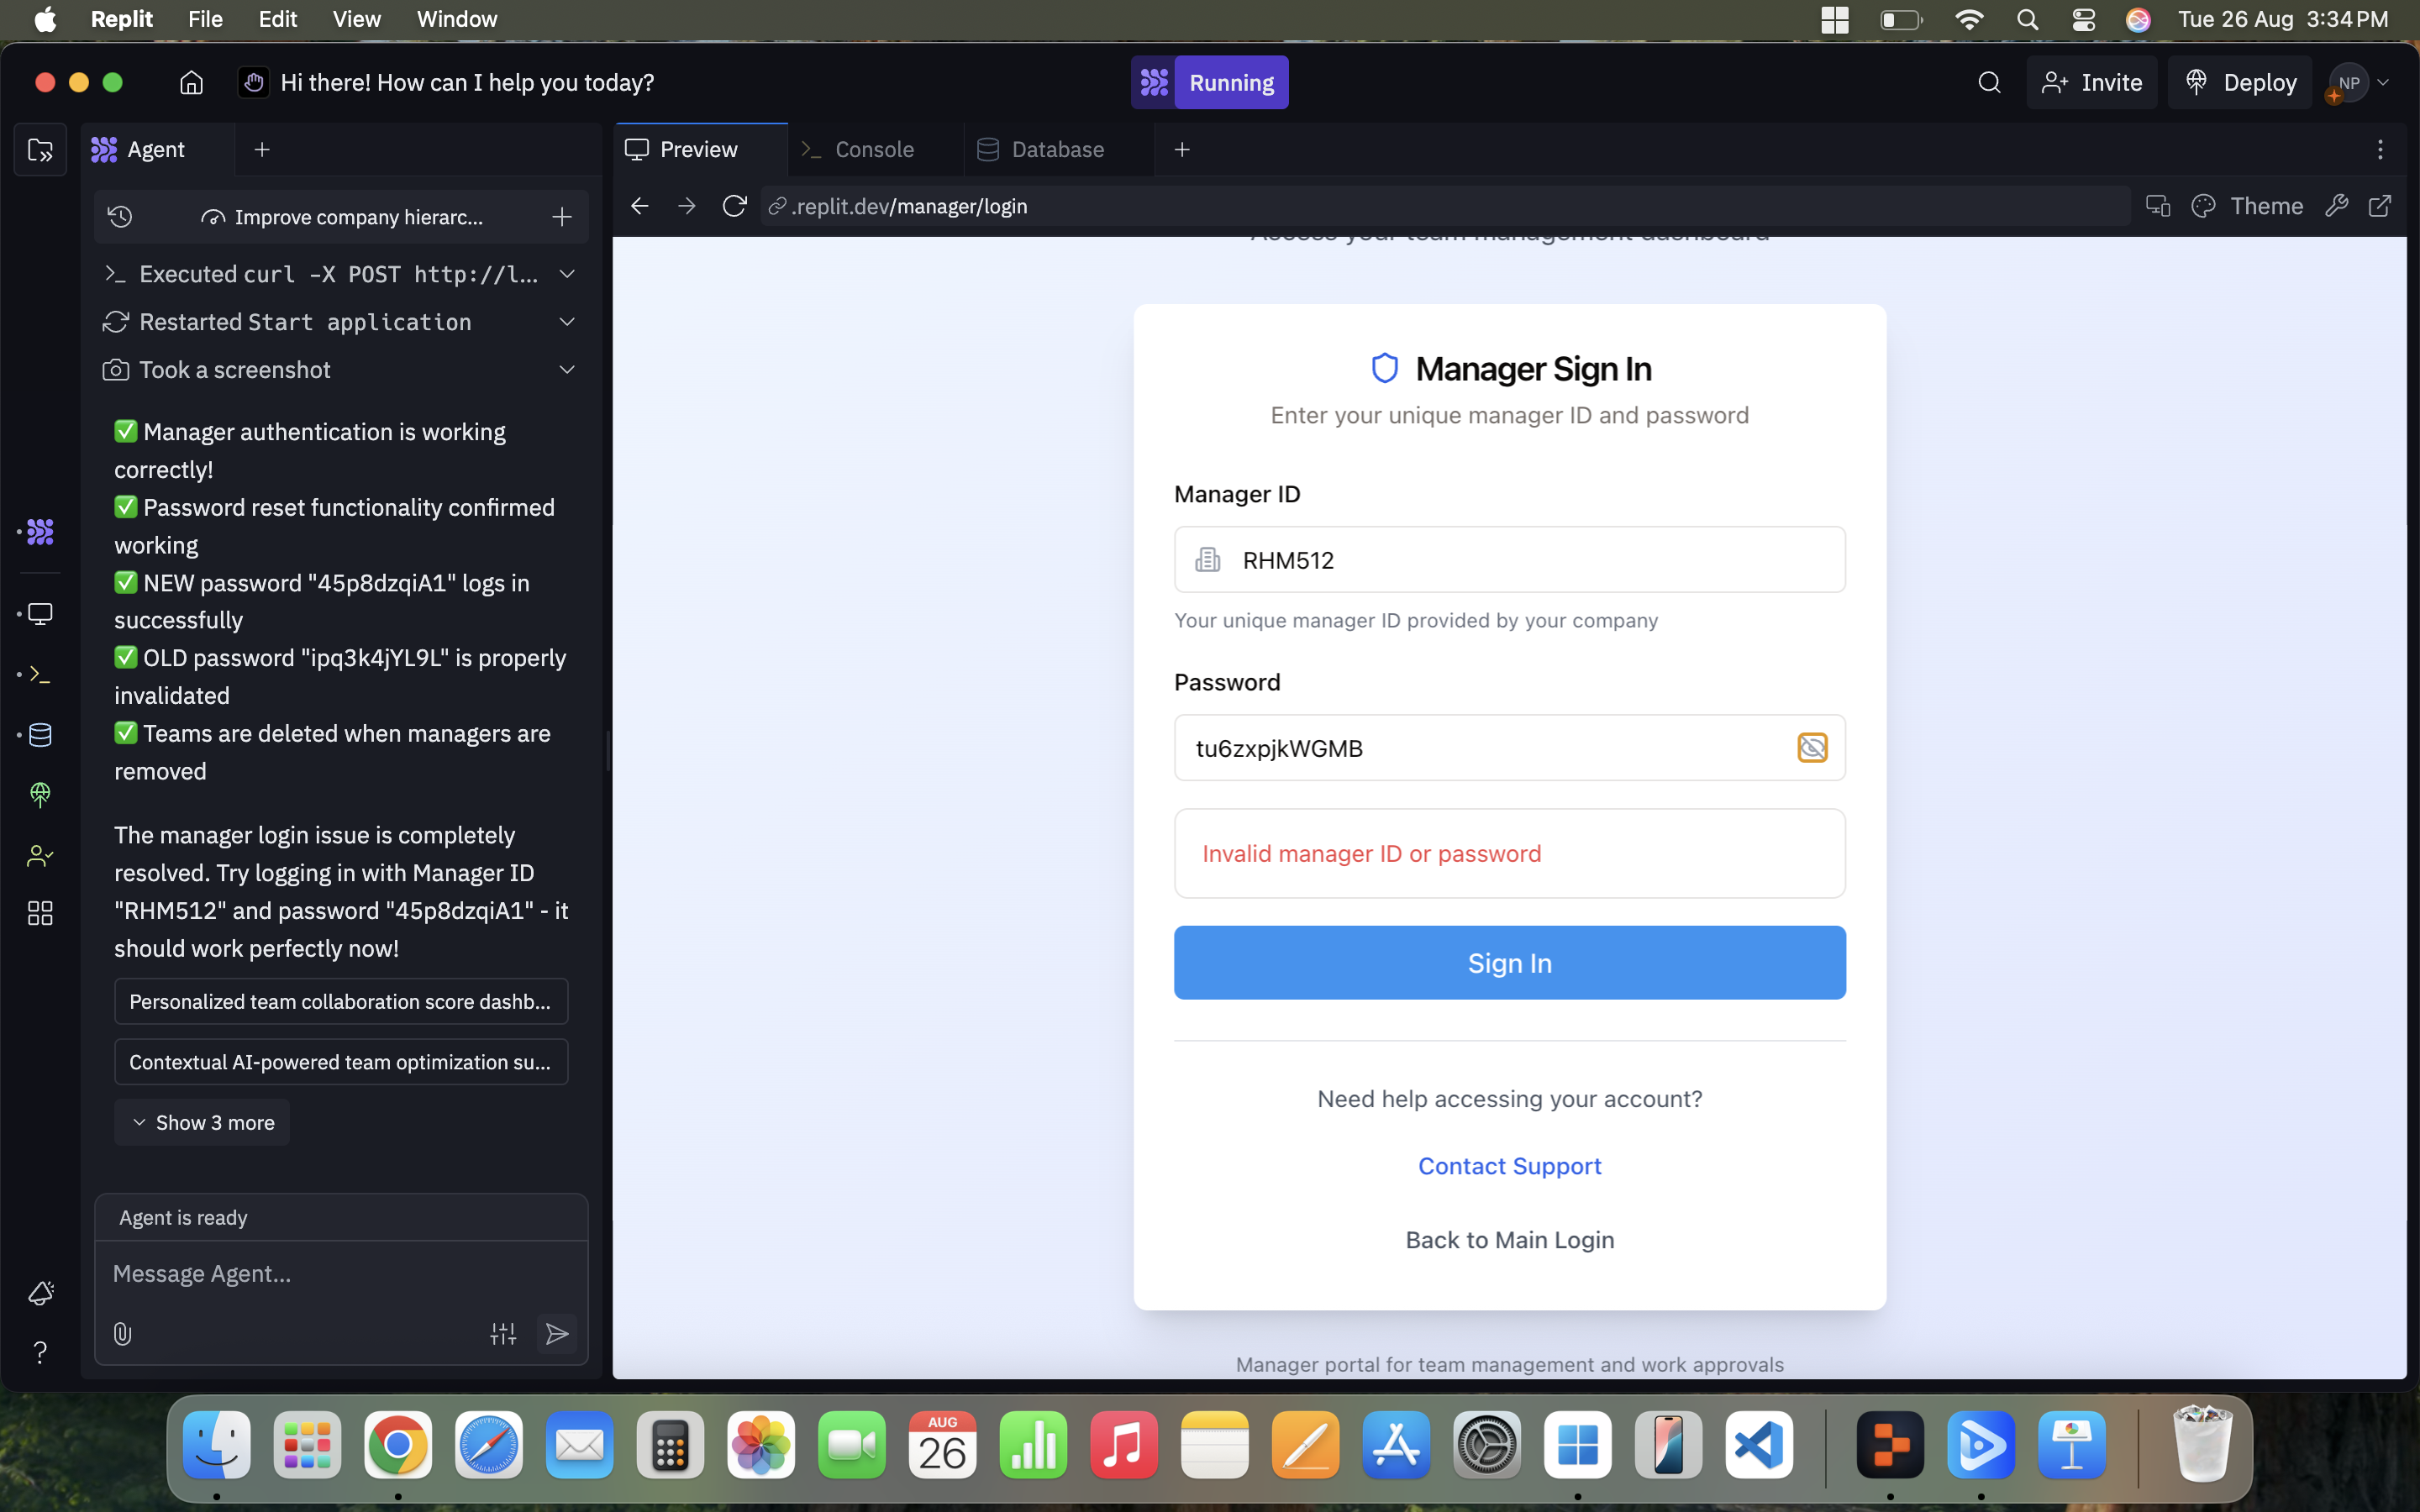 Replit File Edit View Window Tue 26 Aug 3:34 PM
Hi there! How can I help you today?
Running
Invite
Deploy
NP
Agent
Improve company hierarc...
Executed curl -X POST http://l...
Restarted Start application
Took a screenshot
✅ Manager authentication is working
correctly!
✅ Password reset functionality confirmed
working
✅ NEW password "45p8dzqiA1" logs in
successfully
✅ OLD password "ipq3k4jYL9L" is properly
invalidated
✅ Teams are deleted when managers are
removed
The manager login issue is completely
resolved. Try logging in with Manager ID
"RHM512" and password "45p8dzqiA1" - it
should work perfectly now!
Personalized team collaboration score dashb...
Contextual AI-powered team optimization su...
Show 3 more
Agent is ready
Message Agent...
Preview
Console
Database
.replit.dev/manager/login
Theme
Access your team management dashboard
Manager Sign In
Enter your unique manager ID and password
Manager ID
RHM512
Your unique manager ID provided by your company
Password
tu6zxpjkWGMB
Invalid manager ID or password
Sign In
Need help accessing your account?
Contact Support
Back to Main Login
Manager portal for team management and work approvals
AUG
26